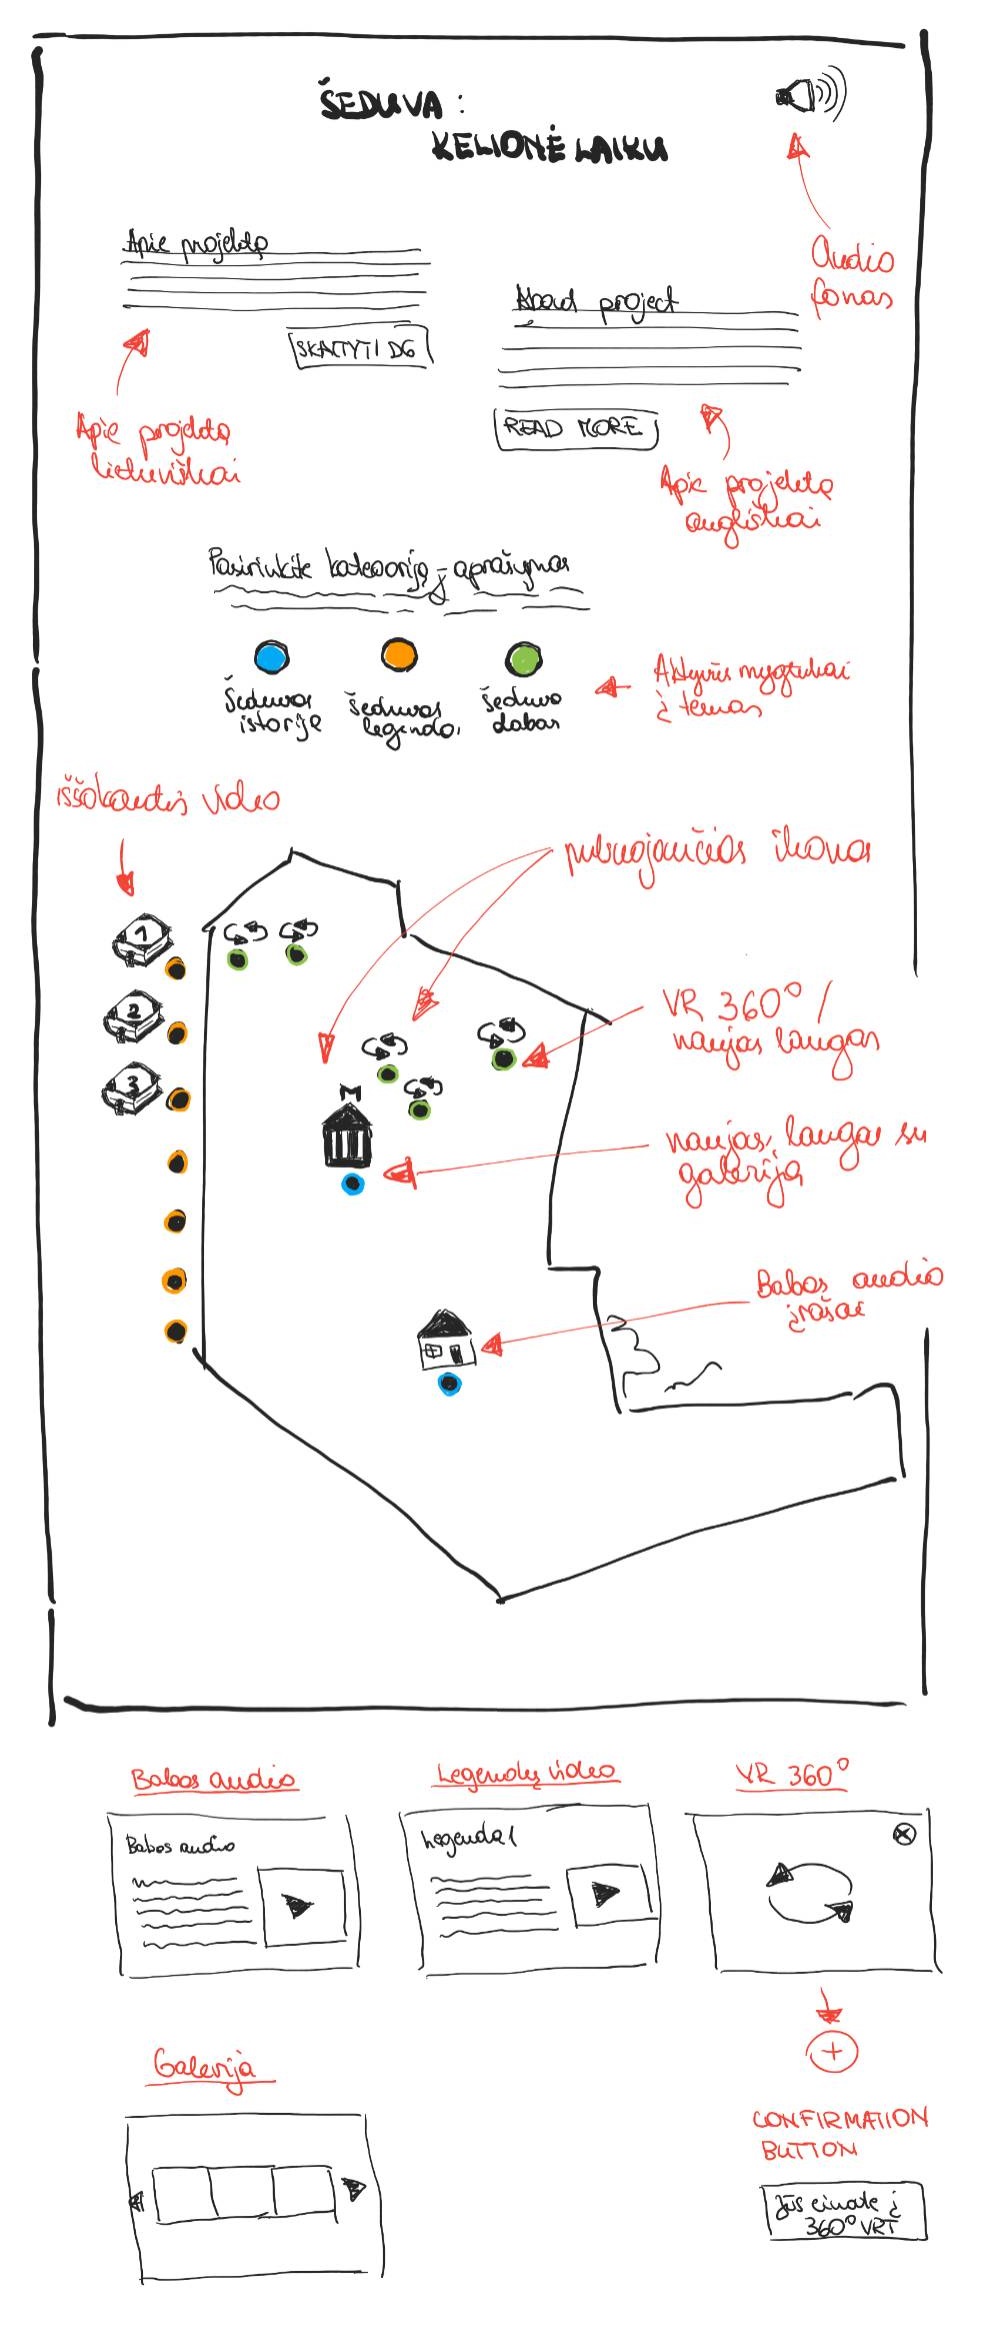 ŠEDUVA :
KELIONĖ LAIKU
Audio
fonas
Apie projektą
SKAITYTI DG
About project
READ MORE
Apie projektą
lietuviškai
Apie projektą
angliškai
Pasirinkite kategoriją - aprašymas
Šeduvos
istorija
Šeduvos
legendos
Šeduva
dabar
Aktyvūs mygtukai
į temas
iššokantis video
pulsuojančios ikonos
1
2
3
M
VR 360° /
naujas langas
naujas langas su
galerija
Babos audio
įrašai
Babos audio
Legendų video
VR 360°
Babos audio
Legenda 1
Galerija
+
CONFIRMATION
BUTTON
Jūs einate į
360° VRT